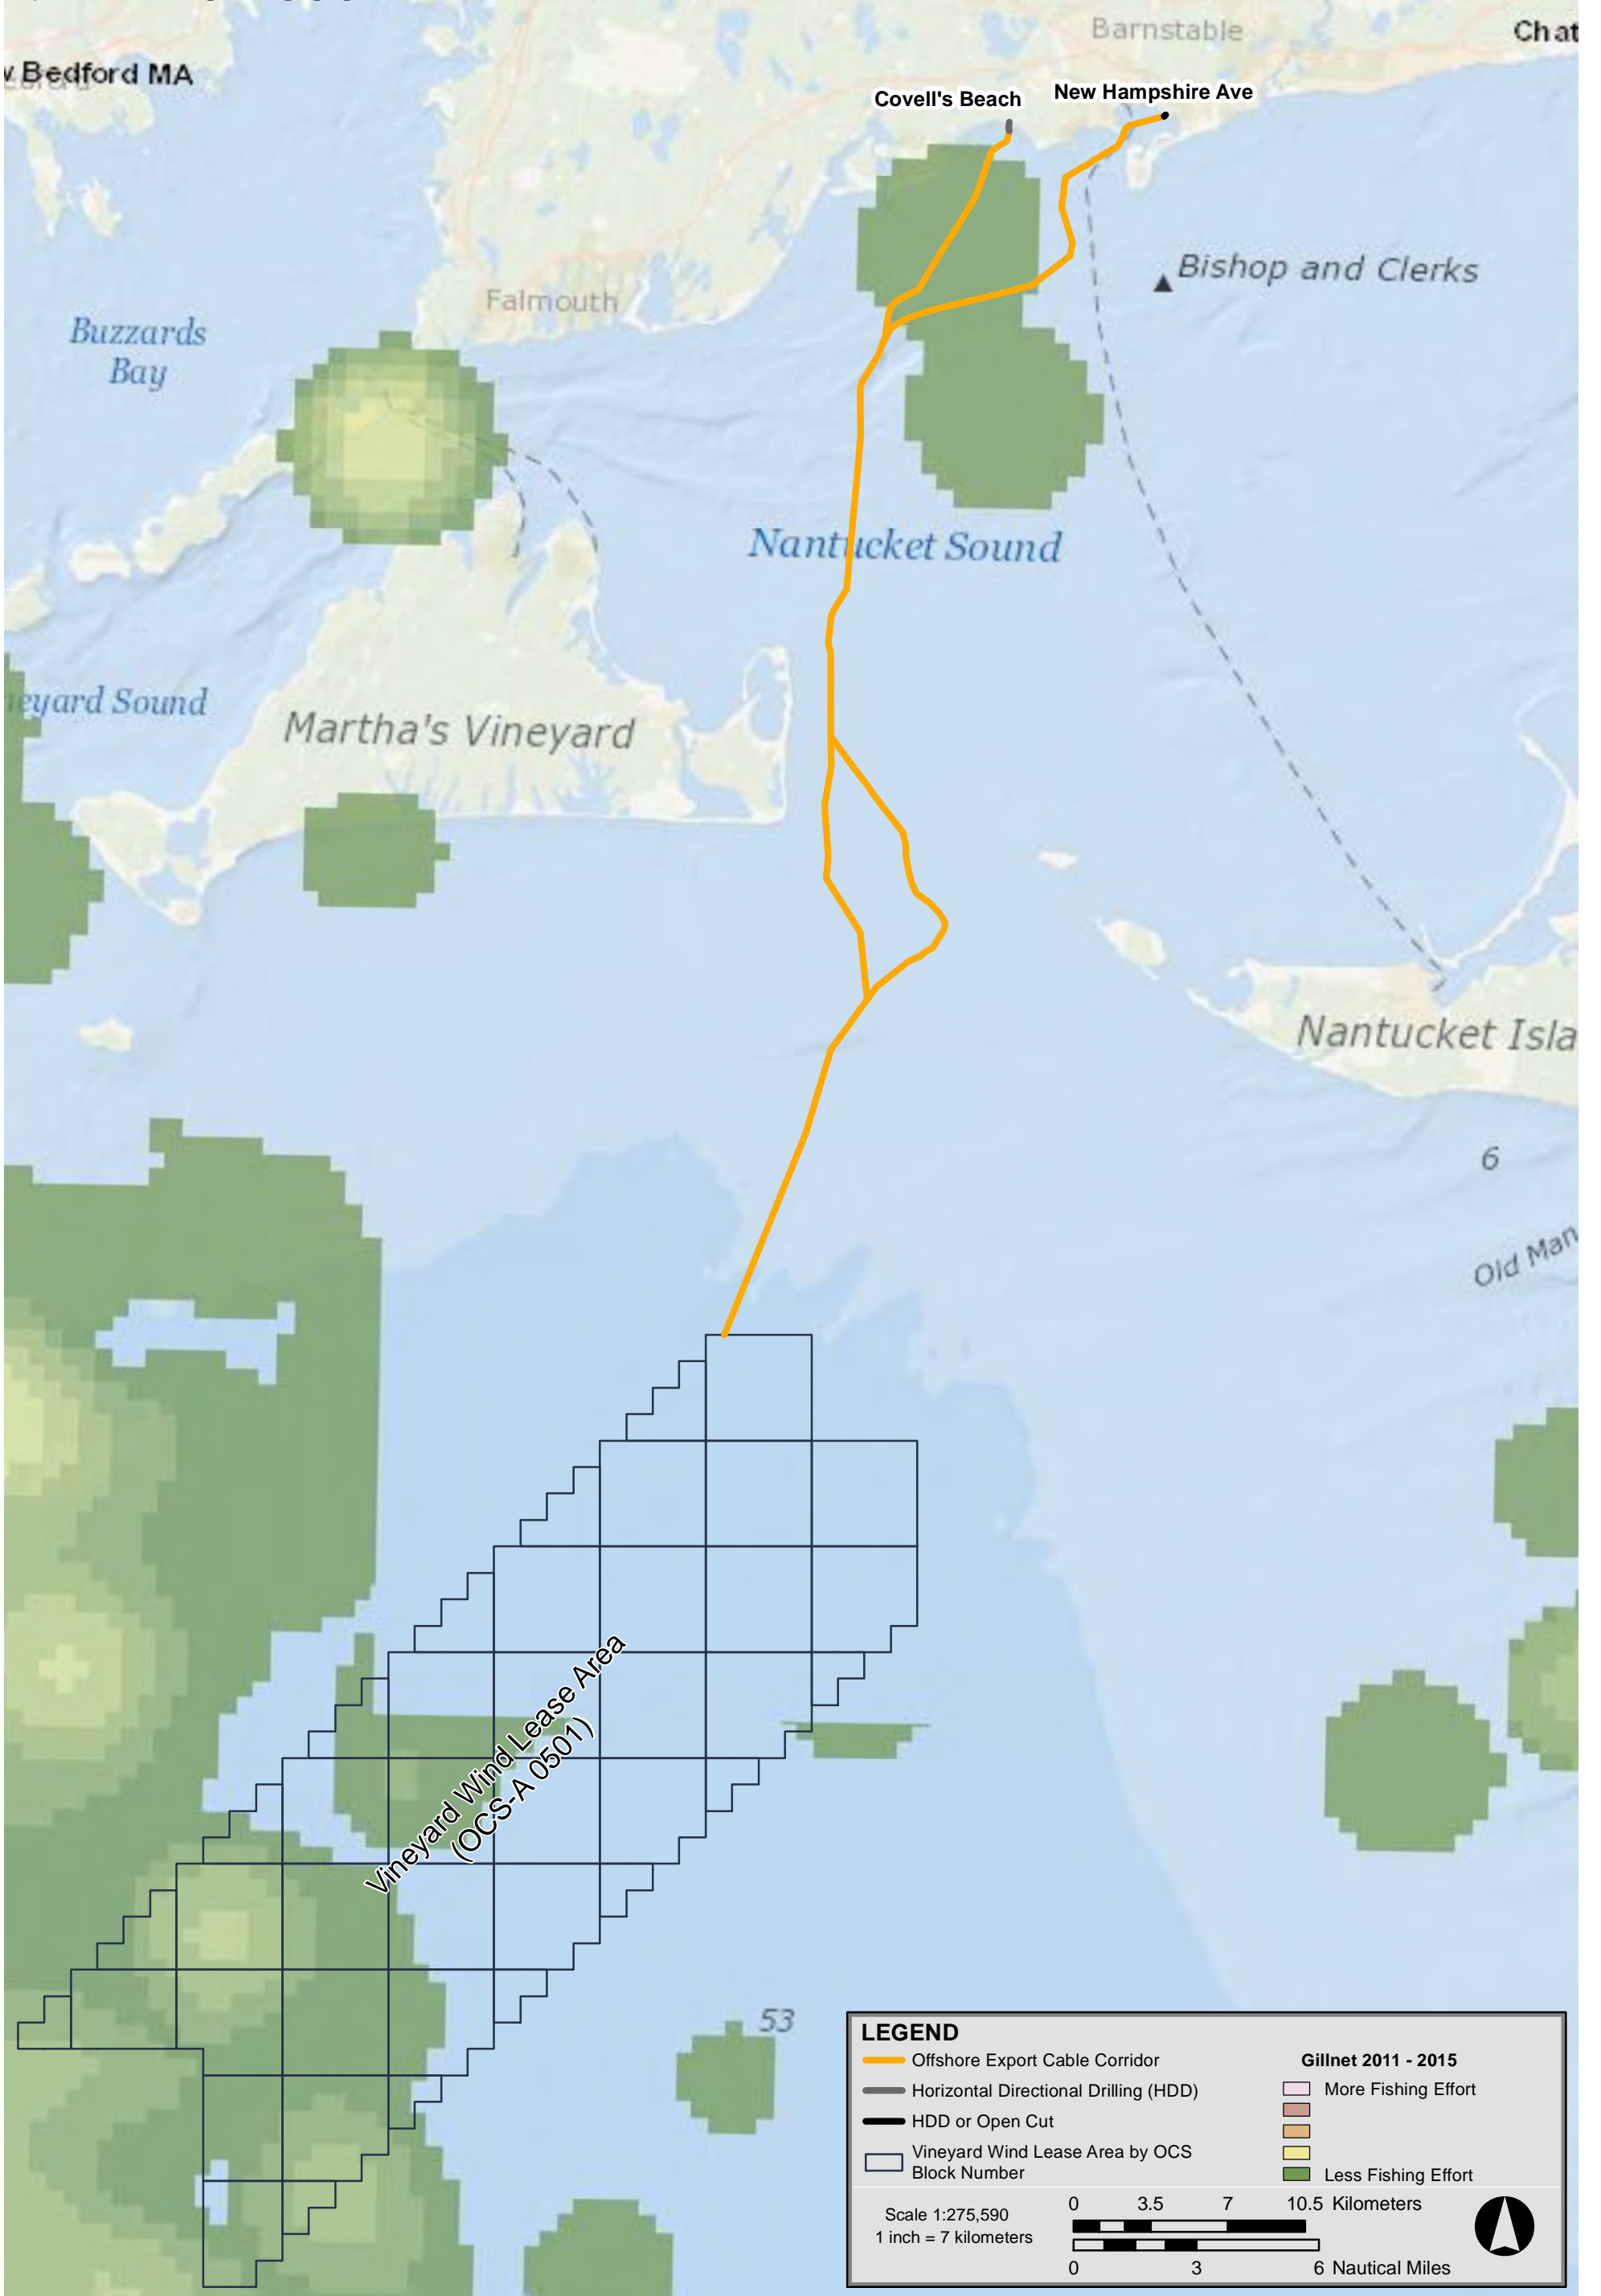 Barnstable
Chat
Bedford MA
Covell's Beach
New Hampshire Ave
Bishop and Clerks
Falmouth
Buzzards
Bay
Nantucket Sound
eyard Sound
Martha's Vineyard
Nantucket Isla
6
Old Man
Vineyard Wind Lease Area
(OCS-A 0501)
53
LEGEND
Offshore Export Cable Corridor
Horizontal Directional Drilling (HDD)
HDD or Open Cut
Vineyard Wind Lease Area by OCS
Block Number
Gillnet 2011 - 2015
More Fishing Effort
Less Fishing Effort
Scale 1:275,590
1 inch = 7 kilometers
0 3.5 7 10.5 Kilometers
0 3 6 Nautical Miles